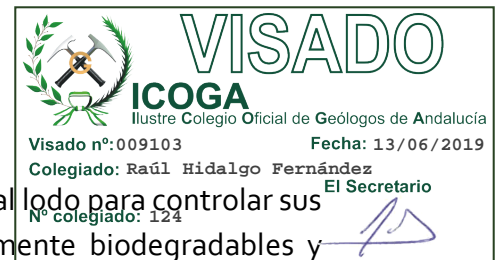 VISADO
ICOGA
Ilustre Colegio Oficial de Geólogos de Andalucía
Visado nº:009103 Fecha: 13/06/2019
Colegiado: Raúl Hidalgo Fernández
El Secretario
al lodo para controlar sus
Nº colegiado: 124
mente biodegradables y